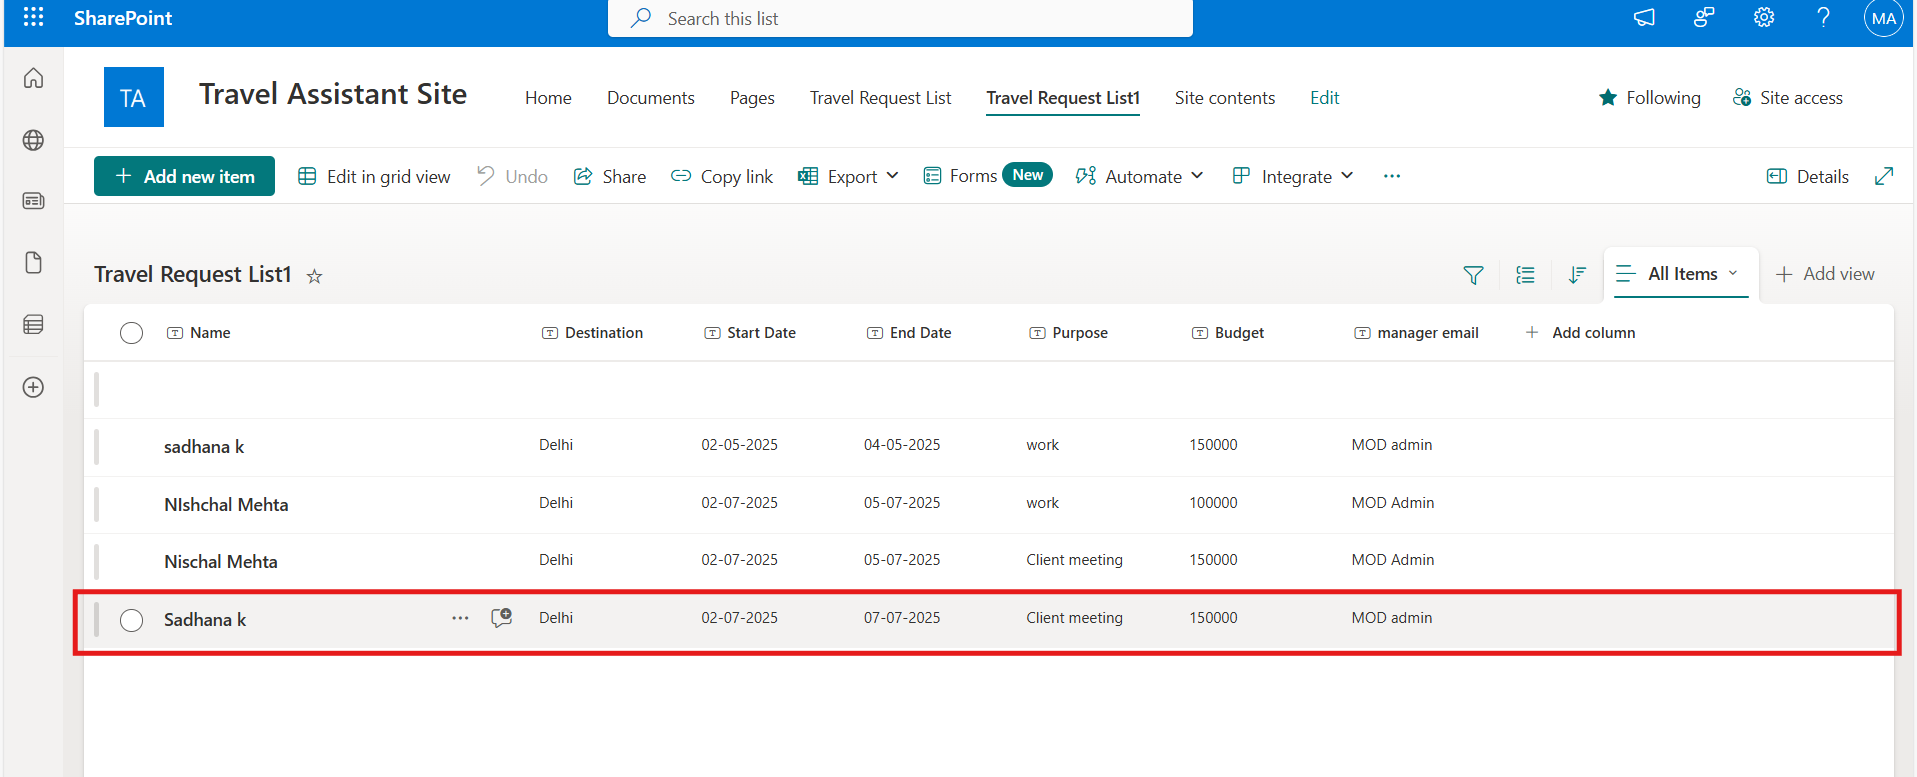 SharePoint
Search this list
MA
TA
Travel Assistant Site
Home Documents Pages Travel Request List Travel Request List1 Site contents Edit
Following Site access
Add new item Edit in grid view Undo Share Copy link Export Forms New Automate Integrate ... Details
Travel Request List1
All Items Add view
Name Destination Start Date End Date Purpose Budget manager email Add column
sadhana k Delhi 02-05-2025 04-05-2025 work 150000 MOD admin
NIshchal Mehta Delhi 02-07-2025 05-07-2025 work 100000 MOD Admin
Nischal Mehta Delhi 02-07-2025 05-07-2025 Client meeting 150000 MOD Admin
Sadhana k ... Delhi 02-07-2025 07-07-2025 Client meeting 150000 MOD admin